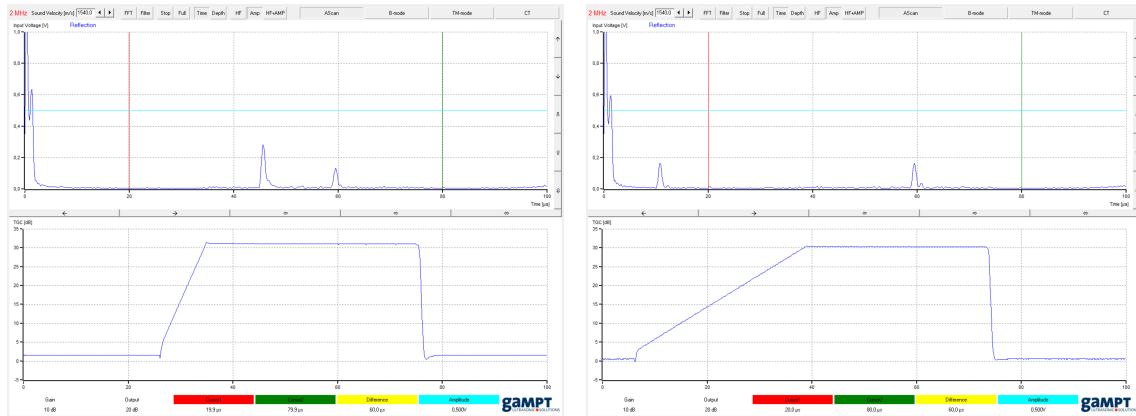 2 MHz Sound Velocity [m/s] 1540,0 FFT Filter Stop Full Time Depth HF Amp HF+AMP AScan B-mode TM-mode CT
Input Voltage [V] Reflection
1,0
0,8
0,6
0,4
0,2
0,0
0 20 40 60 80 100
Time [µs]
TGC [dB]
35
30
25
20
15
10
5
0
-5
0 20 40 60 80 100
Gain Output Cursor1 Cursor2 Difference Amplitude
10 dB 20 dB 19,9 µs 79,9 µs 60,0 µs 0,500V
GAMPT
ULTRASONIC SOLUTIONS
2 MHz Sound Velocity [m/s] 1540,0 FFT Filter Stop Full Time Depth HF Amp HF+AMP AScan B-mode TM-mode CT
Input Voltage [V] Reflection
1,0
0,8
0,6
0,4
0,2
0,0
0 20 40 60 80 100
Time [µs]
TGC [dB]
35
30
25
20
15
10
5
0
-5
0 20 40 60 80 100
Gain Output Cursor1 Cursor2 Difference Amplitude
10 dB 20 dB 20,0 µs 80,0 µs 60,0 µs 0,500V
GAMPT
ULTRASONIC SOLUTIONS